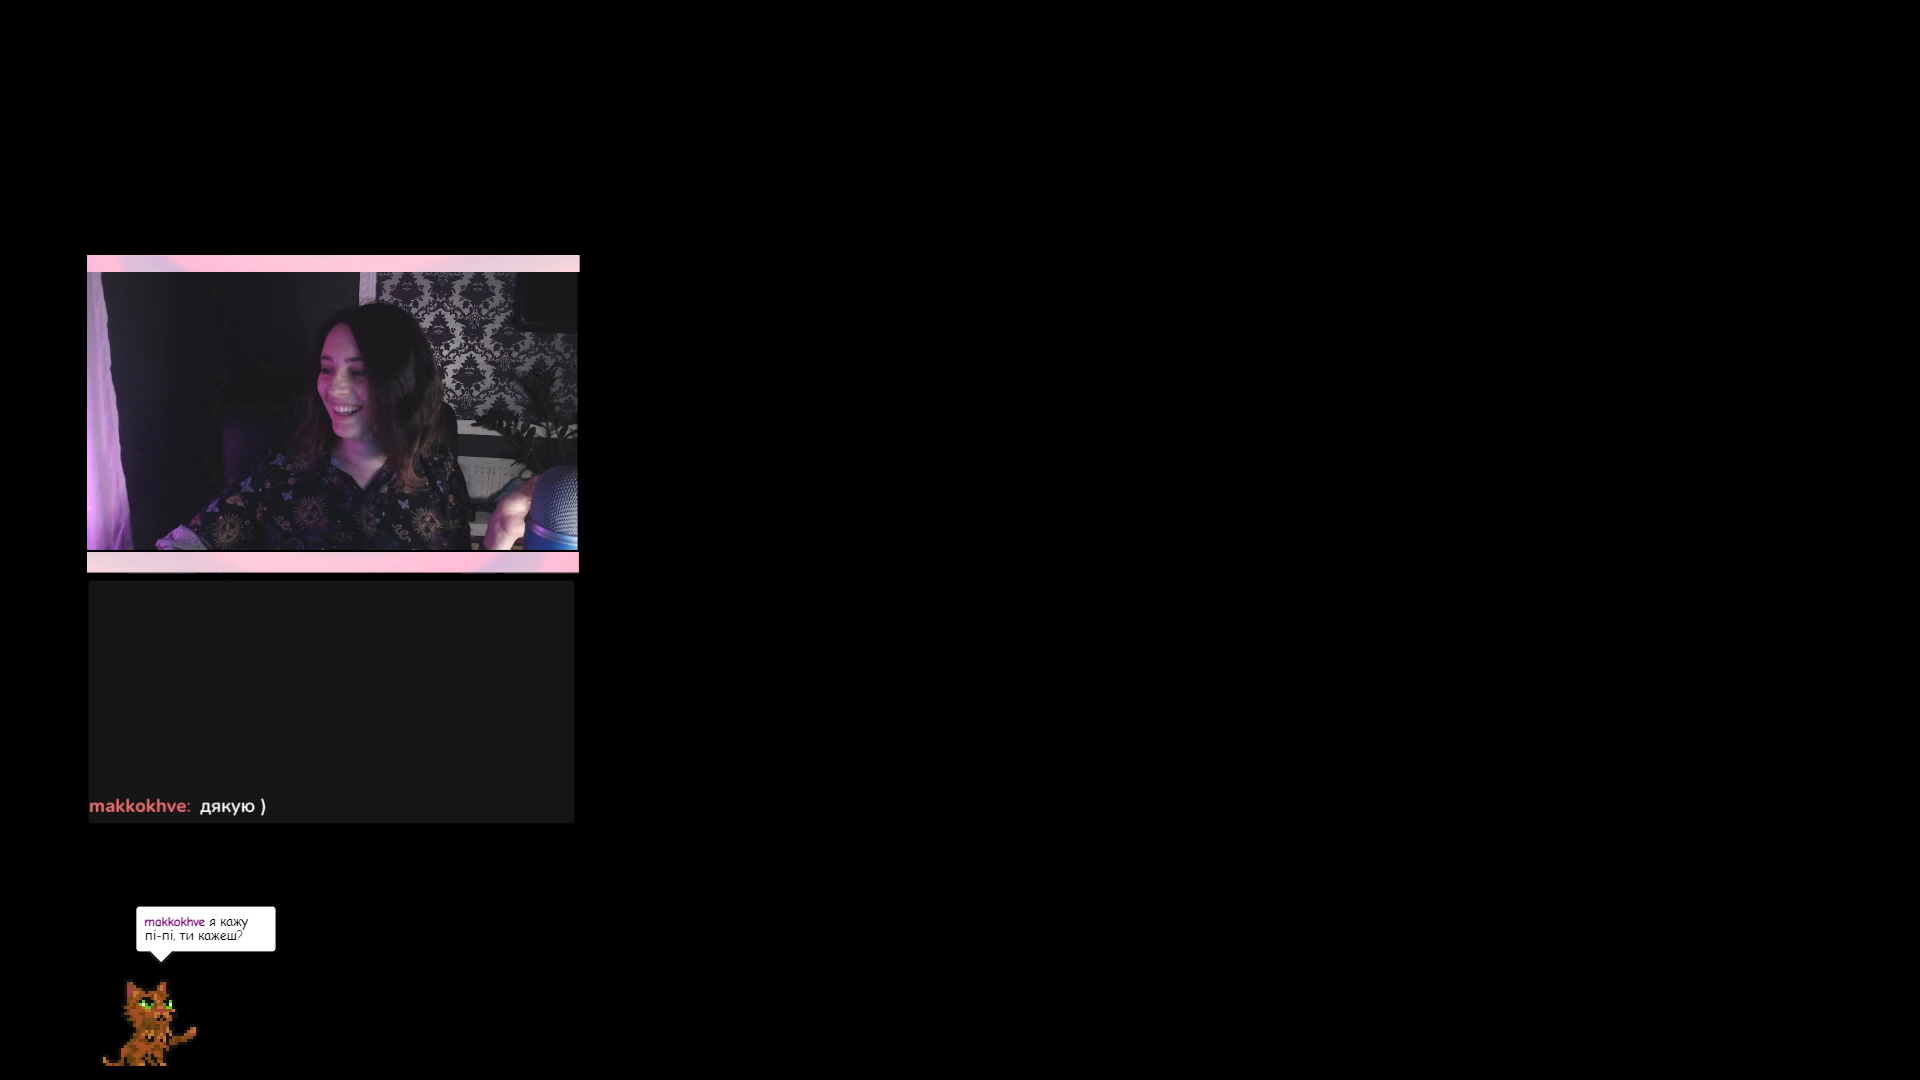 makkokhve: дякую )
makkokhve я кажу
пі-пі, ти кажеш?